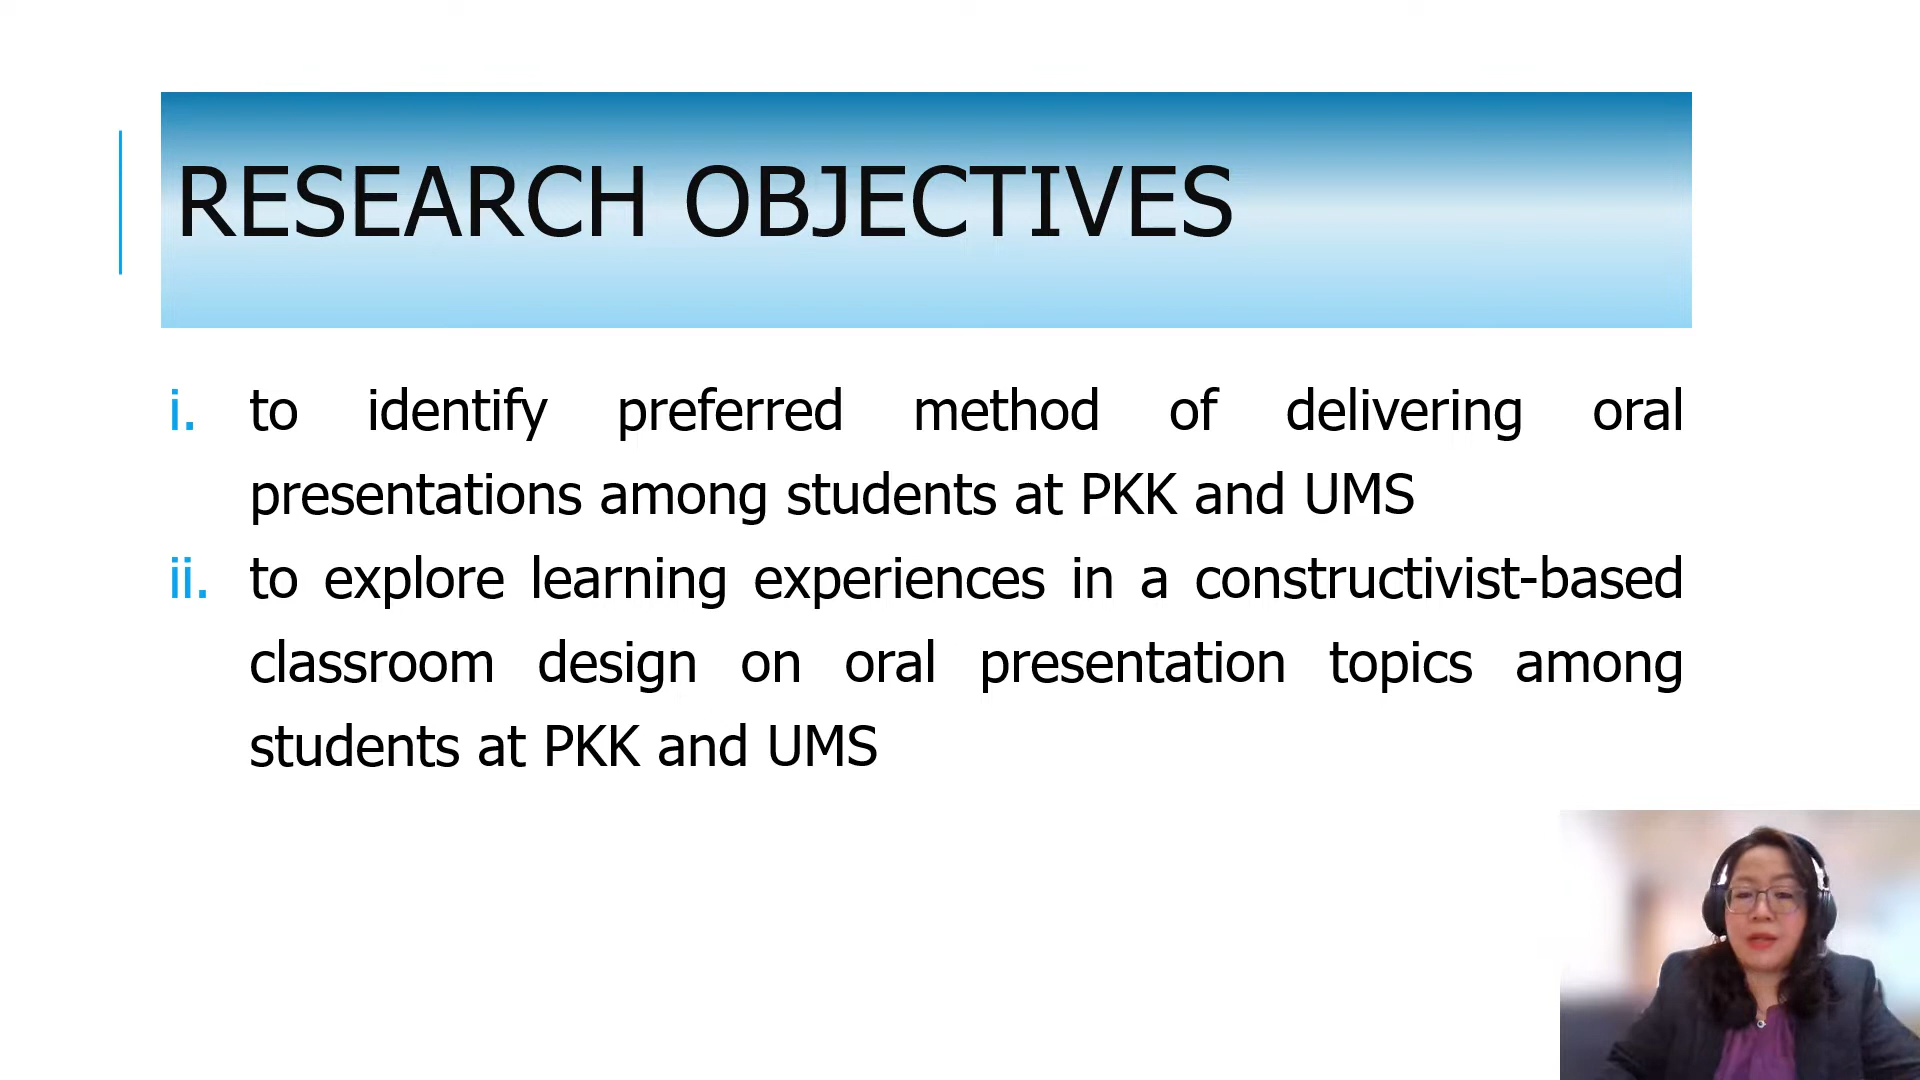 RESEARCH OBJECTIVES
i. to identify preferred method of delivering oral
presentations among students at PKK and UMS
ii. to explore learning experiences in a constructivist-based
classroom design on oral presentation topics among
students at PKK and UMS